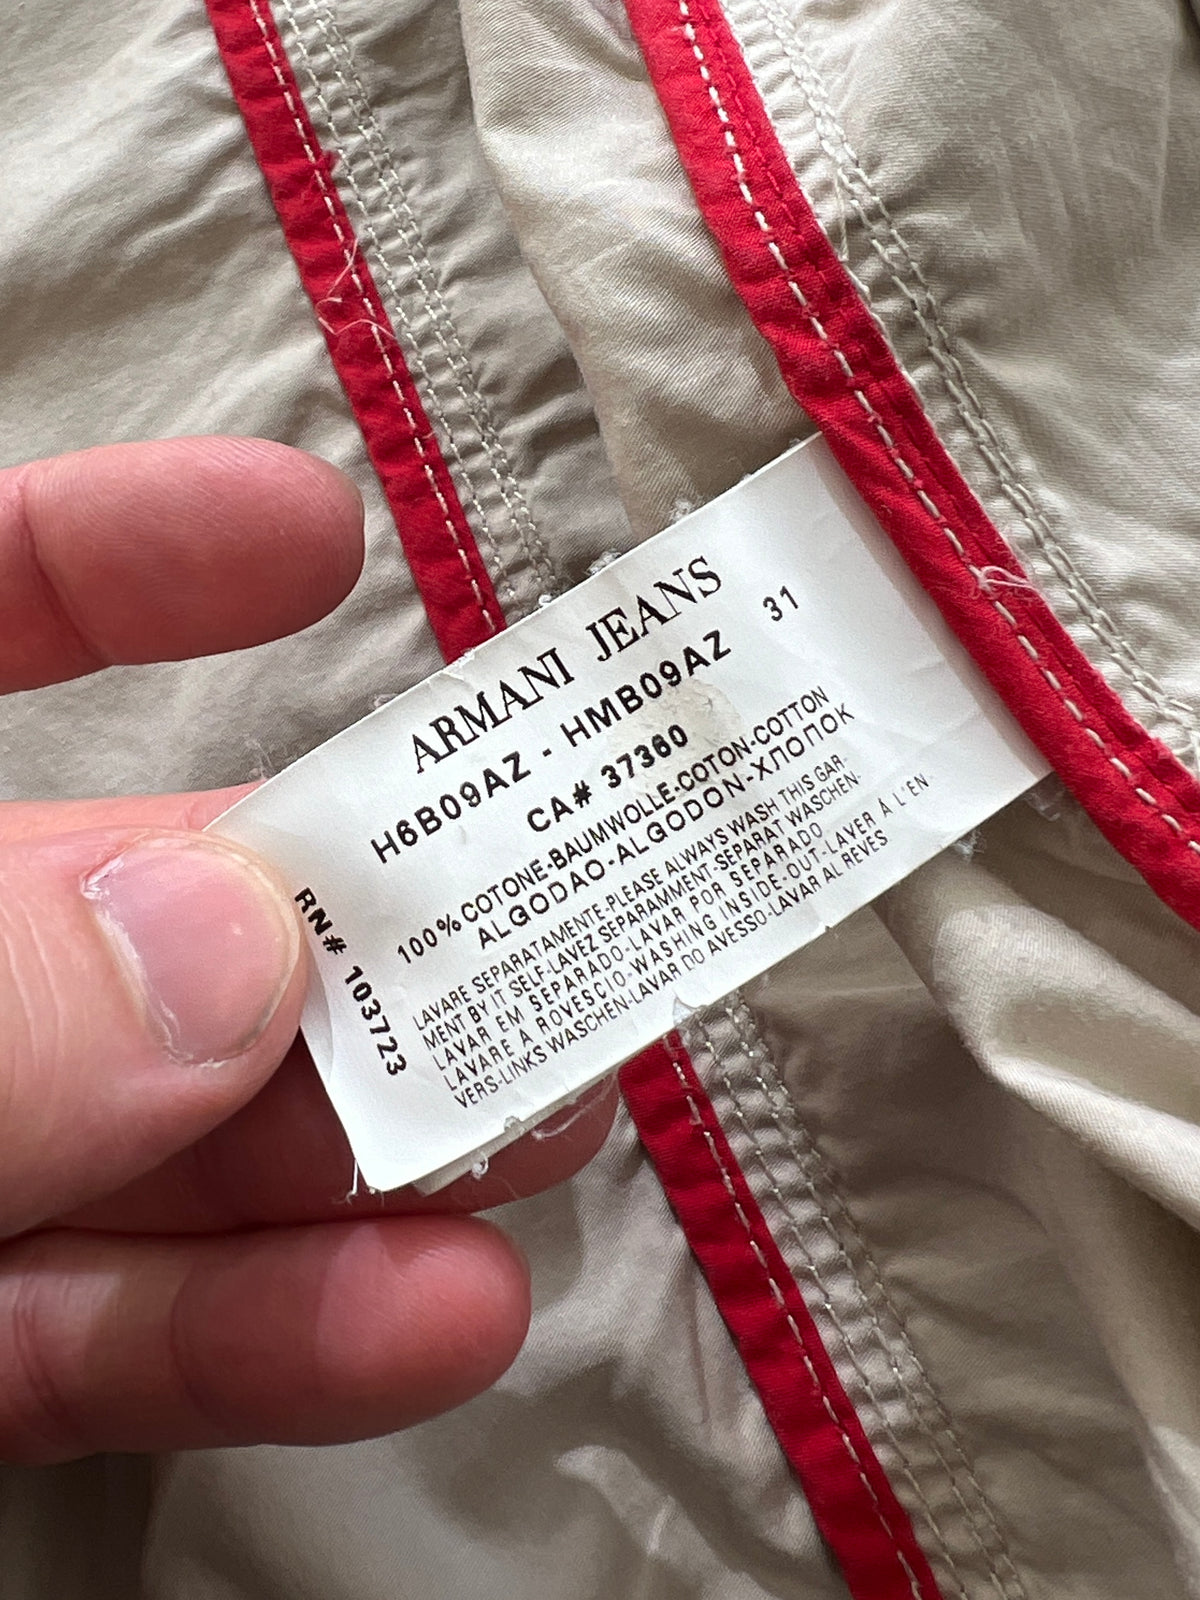 ARMANI JEANS
H6B09AZ - HMB09AZ 31
CA# 37360
100% COTONE-BAUMWOLLE-COTON-COTTON
ALGODAO-ALGODON-ХЛОПОК
LAVARE SEPARATAMENTE-PLEASE ALWAYS WASH THIS GAR-
MENT BY IT SELF-LAVEZ SEPARAMMENT-SEPARAT WASCHEN-
LAVAR EM SEPARADO-LAVAR POR SEPARADO
LAVARE A ROVESCIO-WASHING INSIDE-OUT-LAVER À L'EN
VERS-LINKS WASCHEN-LAVAR DO AVESSO-LAVAR AL REVES
RN# 103723